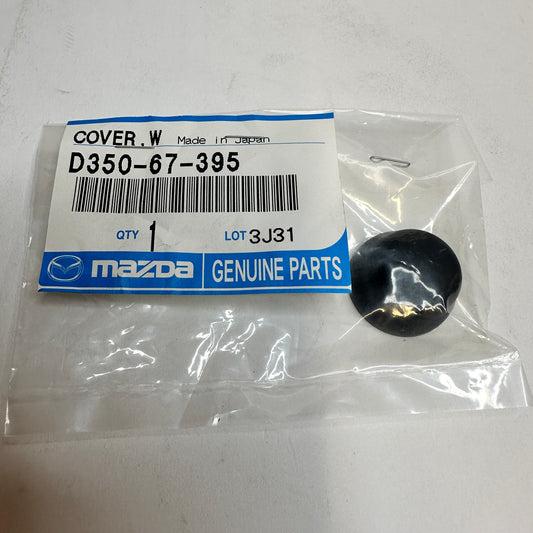 COVER,W Made in Japan
D350-67-395
QTY 1 LOT 3J31
mazda GENUINE PARTS